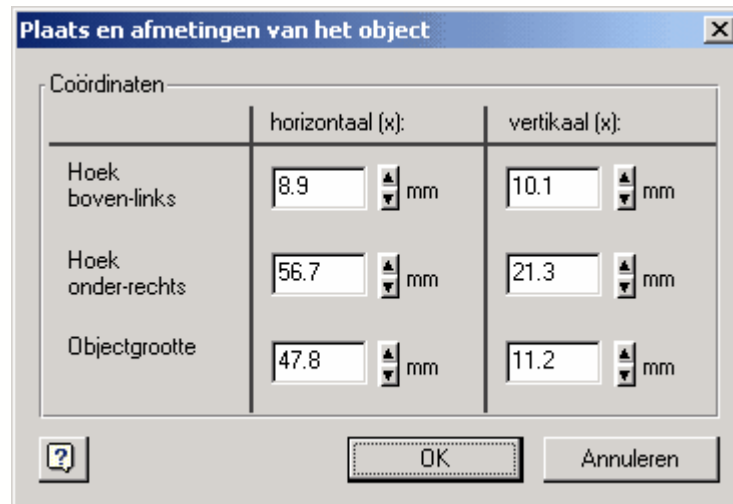 Plaats en afmetingen van het object
Coördinaten
horizontaal (x):
vertikaal (x):
Hoek
boven-links
8.9
mm
10.1
mm
Hoek
onder-rechts
56.7
mm
21.3
mm
Objectgrootte
47.8
mm
11.2
mm
?
OK
Annuleren